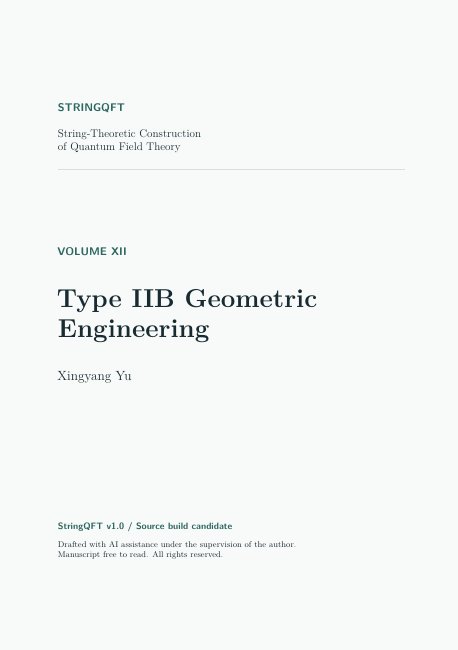 STRINGQFT
String-Theoretic Construction
of Quantum Field Theory
VOLUME XII
Type IIB Geometric
Engineering
Xingyang Yu
StringQFT v1.0 / Source build candidate
Drafted with AI assistance under the supervision of the author.
Manuscript free to read. All rights reserved.